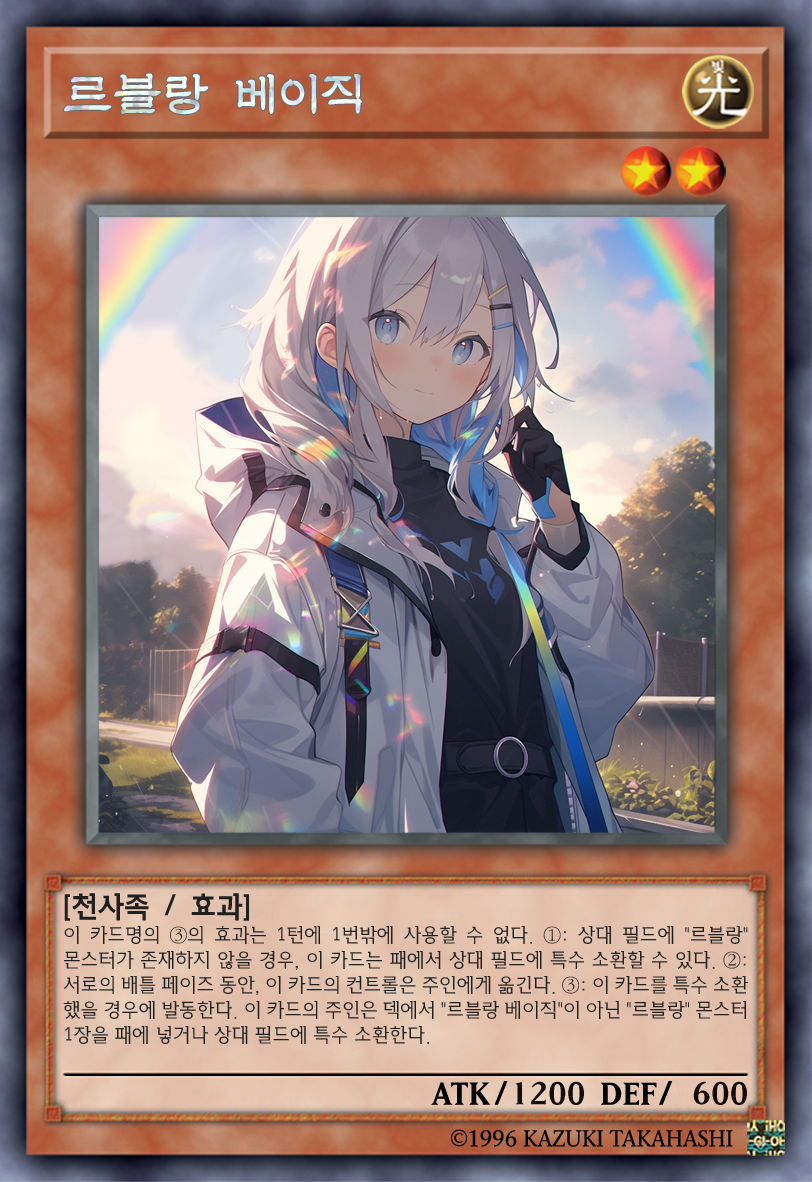 르블랑 베이직
빛
光
[천사족 / 효과]
이 카드명의 ③의 효과는 1턴에 1번밖에 사용할 수 없다. ①: 상대 필드에 "르블랑"
몬스터가 존재하지 않을 경우, 이 카드는 패에서 상대 필드에 특수 소환할 수 있다. ②:
서로의 배틀 페이즈 동안, 이 카드의 컨트롤은 주인에게 옮긴다. ③: 이 카드를 특수 소환
했을 경우에 발동한다. 이 카드의 주인은 덱에서 "르블랑 베이직"이 아닌 "르블랑" 몬스터
1장을 패에 넣거나 상대 필드에 특수 소환한다.
ATK/1200 DEF/ 600
©1996 KAZUKI TAKAHASHI